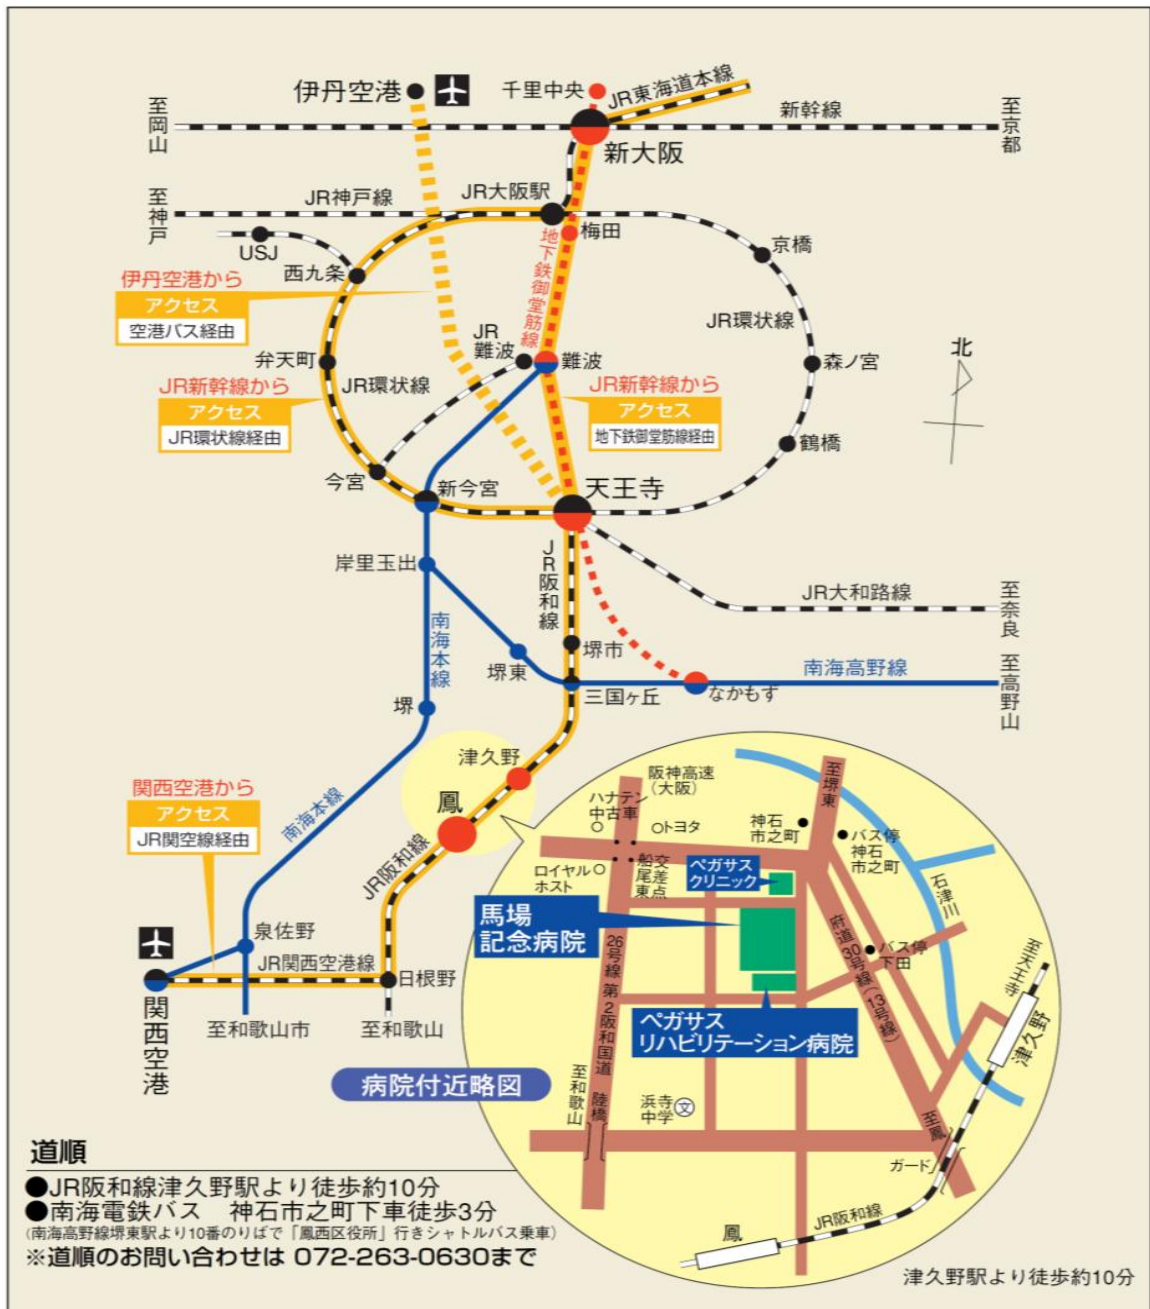 伊丹空港
千里中央
JR東海道本線
至岡山
新幹線
至京都
新大阪
JR大阪駅
至神戸
JR神戸線
USJ
西九条
梅田
京橋
地下鉄御堂筋線
伊丹空港から
アクセス
空港バス経由
JR環状線
JR
難波
難波
弁天町
森ノ宮
北
JR環状線
JR新幹線から
アクセス
JR環状線経由
JR新幹線から
アクセス
地下鉄御堂筋線経由
鶴橋
今宮
新今宮
天王寺
岸里玉出
JR阪和線
JR大和路線
至奈良
南海本線
堺市
堺東
南海高野線
至高野山
堺
三国ヶ丘
なかもず
津久野
鳳
関西空港から
アクセス
JR関空線経由
南海本線
JR阪和線
泉佐野
JR関西空港線
日根野
関西空港
至和歌山市
至和歌山
病院付近略図
阪神高速
(大阪)
至堺東
ハナテン
中古車
トヨタ
神石
市之町
バス停
神石
市之町
ロイヤル
ホスト
船尾東
交差点
ペガサス
クリニック
石津川
馬場
記念病院
26号線 第2阪和国道
府道30号線(13号線)
バス停
下田
至天王寺
ペガサス
リハビリテーション病院
津久野
至和歌山
陸橋
浜寺
中学
文
至鳳
ガード
JR阪和線
鳳
津久野駅より徒歩約10分
道順
●JR阪和線津久野駅より徒歩約10分
●南海電鉄バス 神石市之町下車徒歩3分
(南海高野線堺東駅より10番のりばで「鳳西区役所」行きシャトルバス乗車)
※道順のお問い合わせは 072-263-0630まで